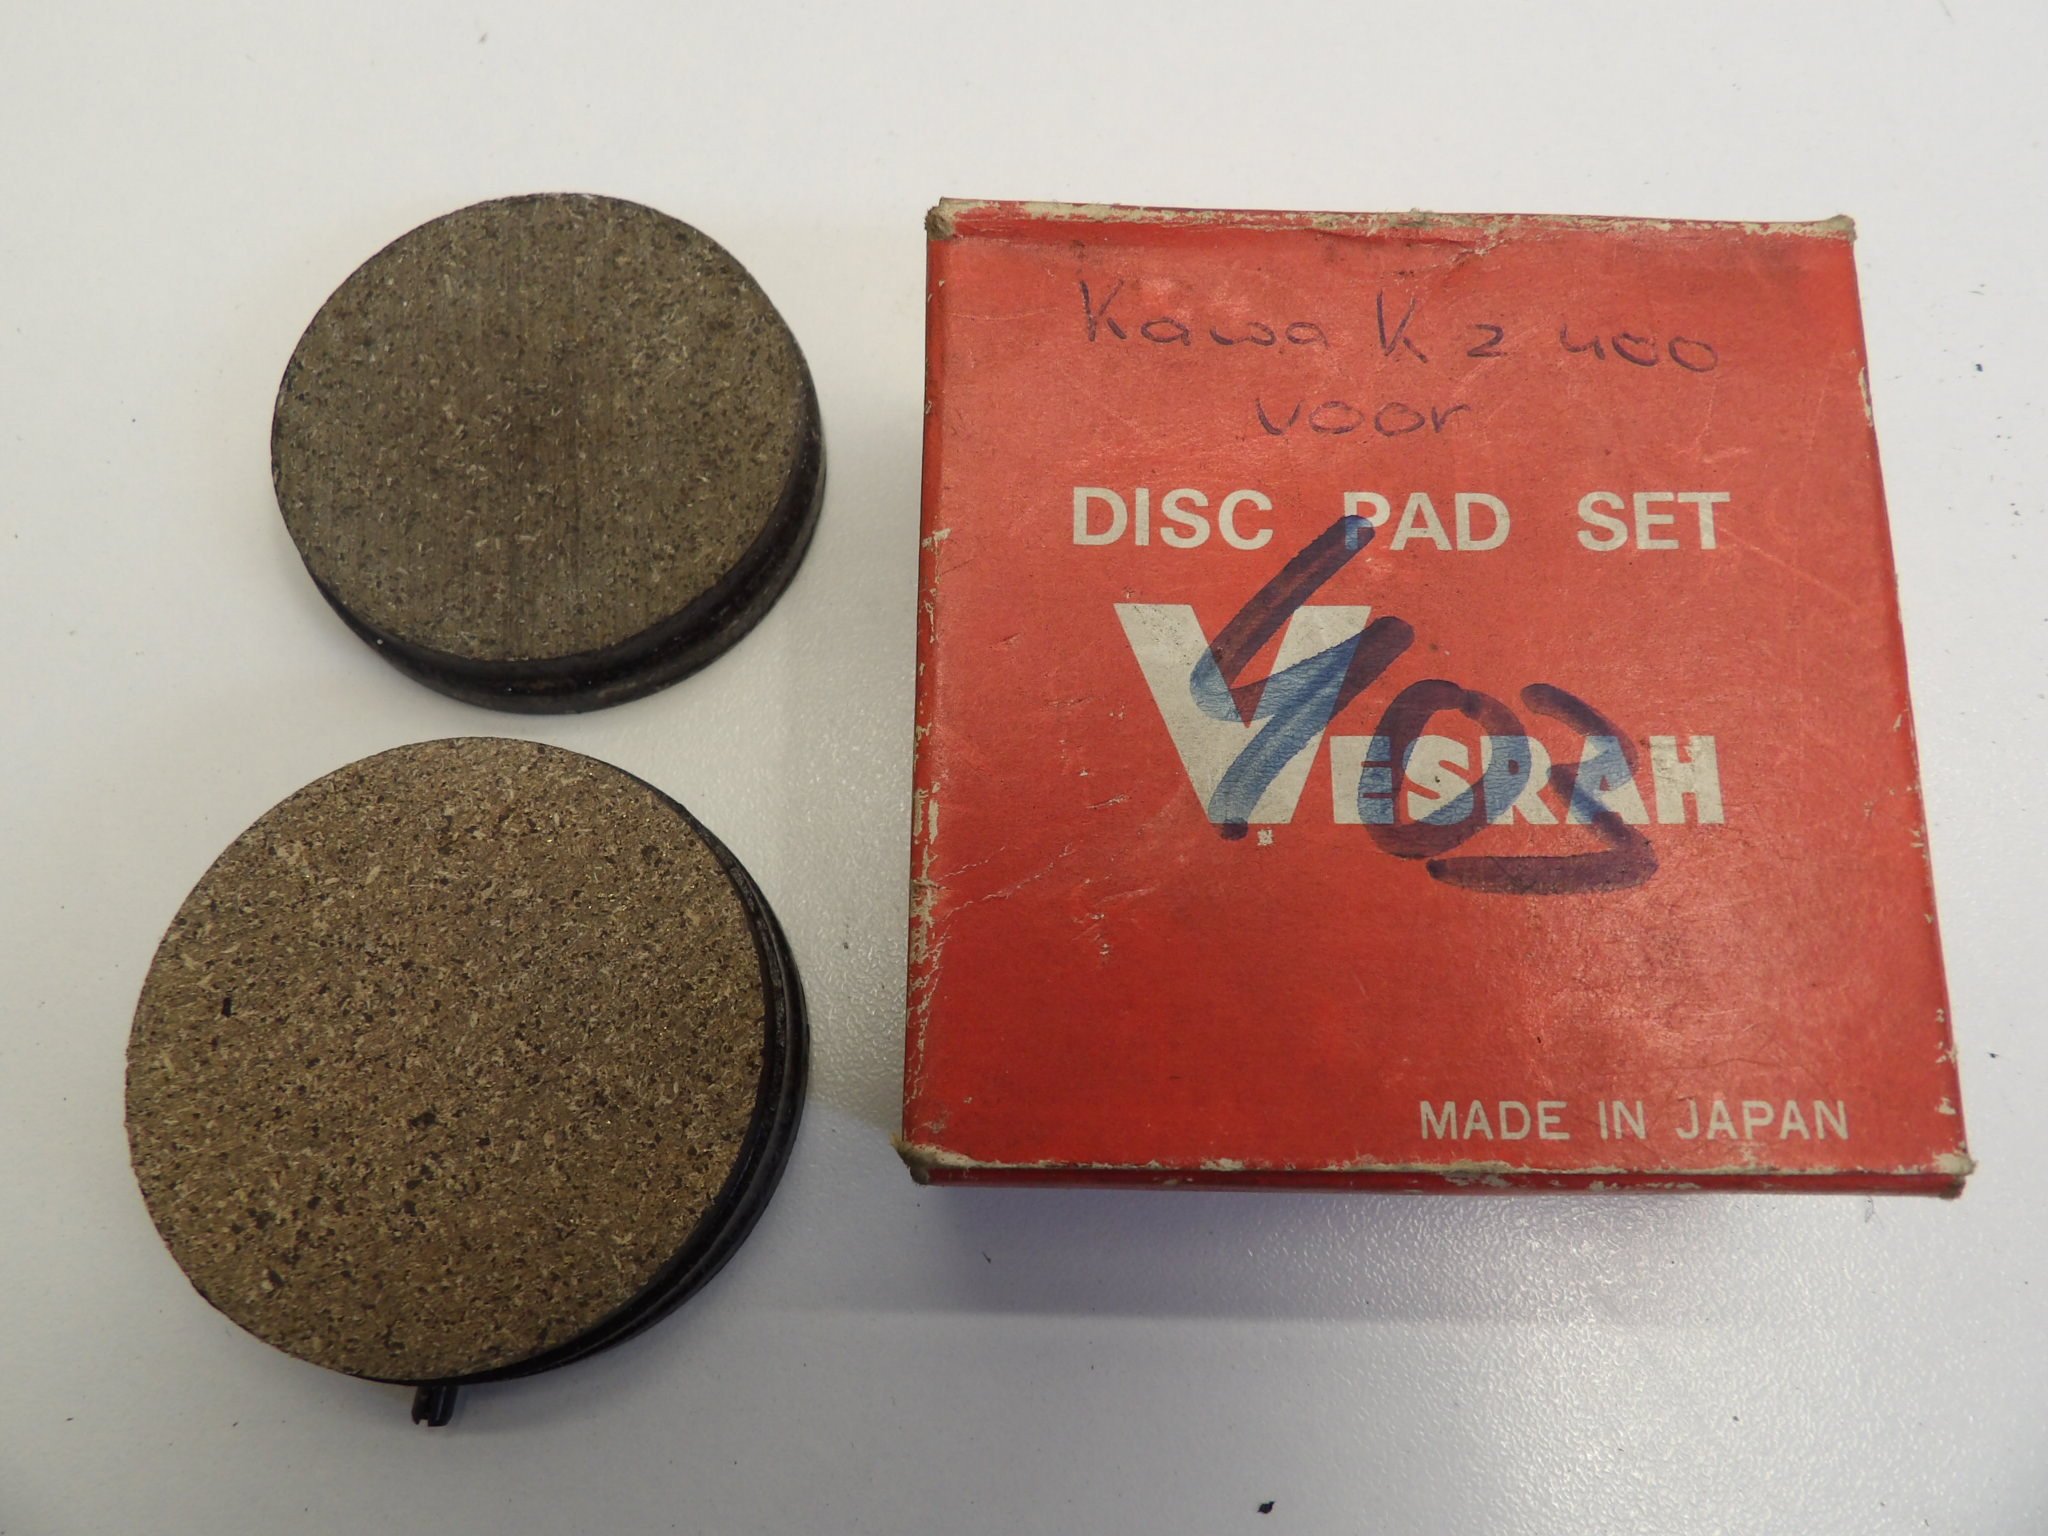 Kawa Kz 400
voor
DISC PAD SET
VESRAH
403
MADE IN JAPAN